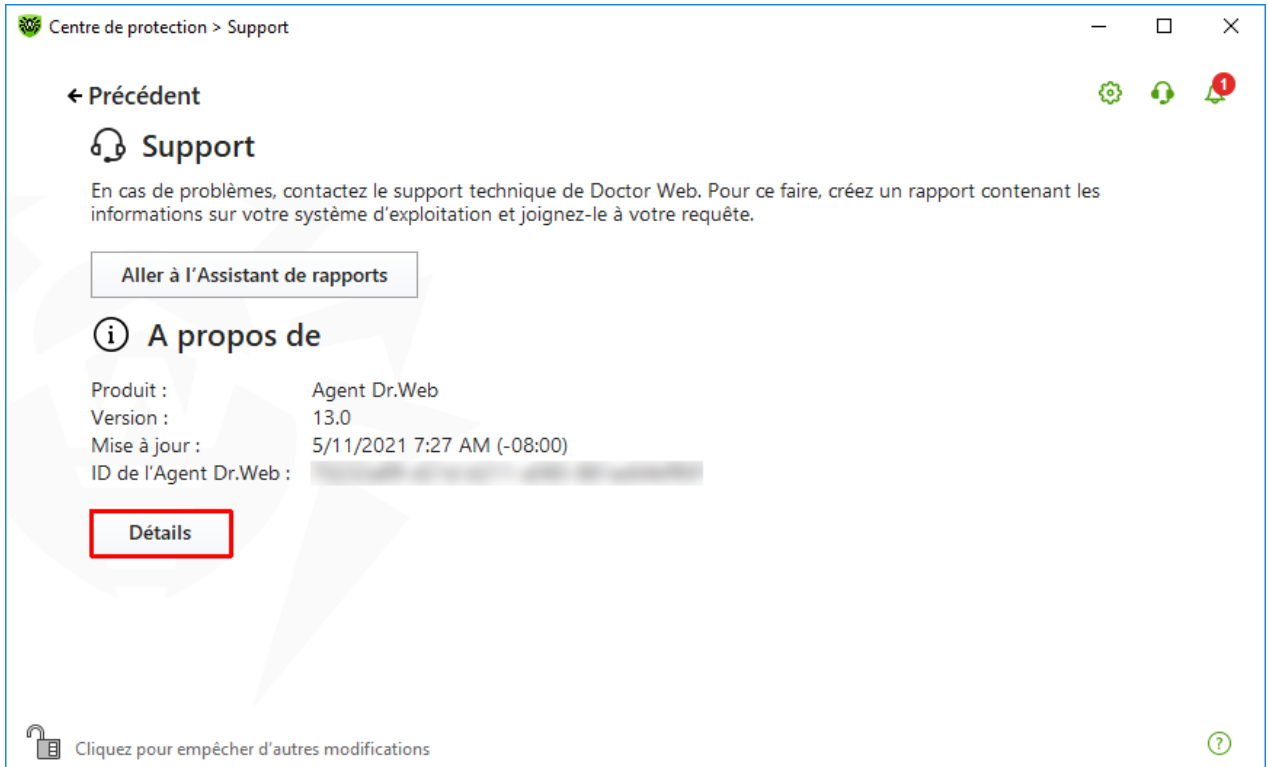 Centre de protection > Support
Précédent
1
Support
En cas de problèmes, contactez le support technique de Doctor Web. Pour ce faire, créez un rapport contenant les
informations sur votre système d’exploitation et joignez-le à votre requête.
Aller à l’Assistant de rapports
A propos de
Produit : Agent Dr.Web
Version : 13.0
Mise à jour : 5/11/2021 7:27 AM (-08:00)
ID de l’Agent Dr.Web :
Détails
Cliquez pour empêcher d’autres modifications
?